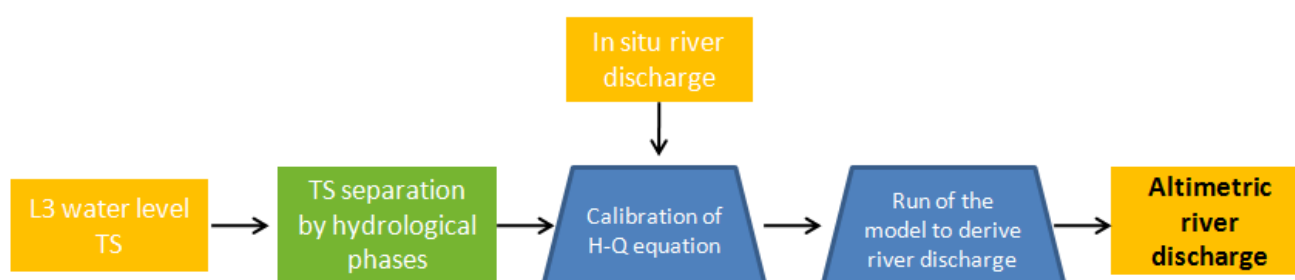 In situ river
discharge
L3 water level
TS
TS separation
by hydrological
phases
Calibration of
H-Q equation
Run of the
model to derive
river discharge
Altimetric
river
discharge